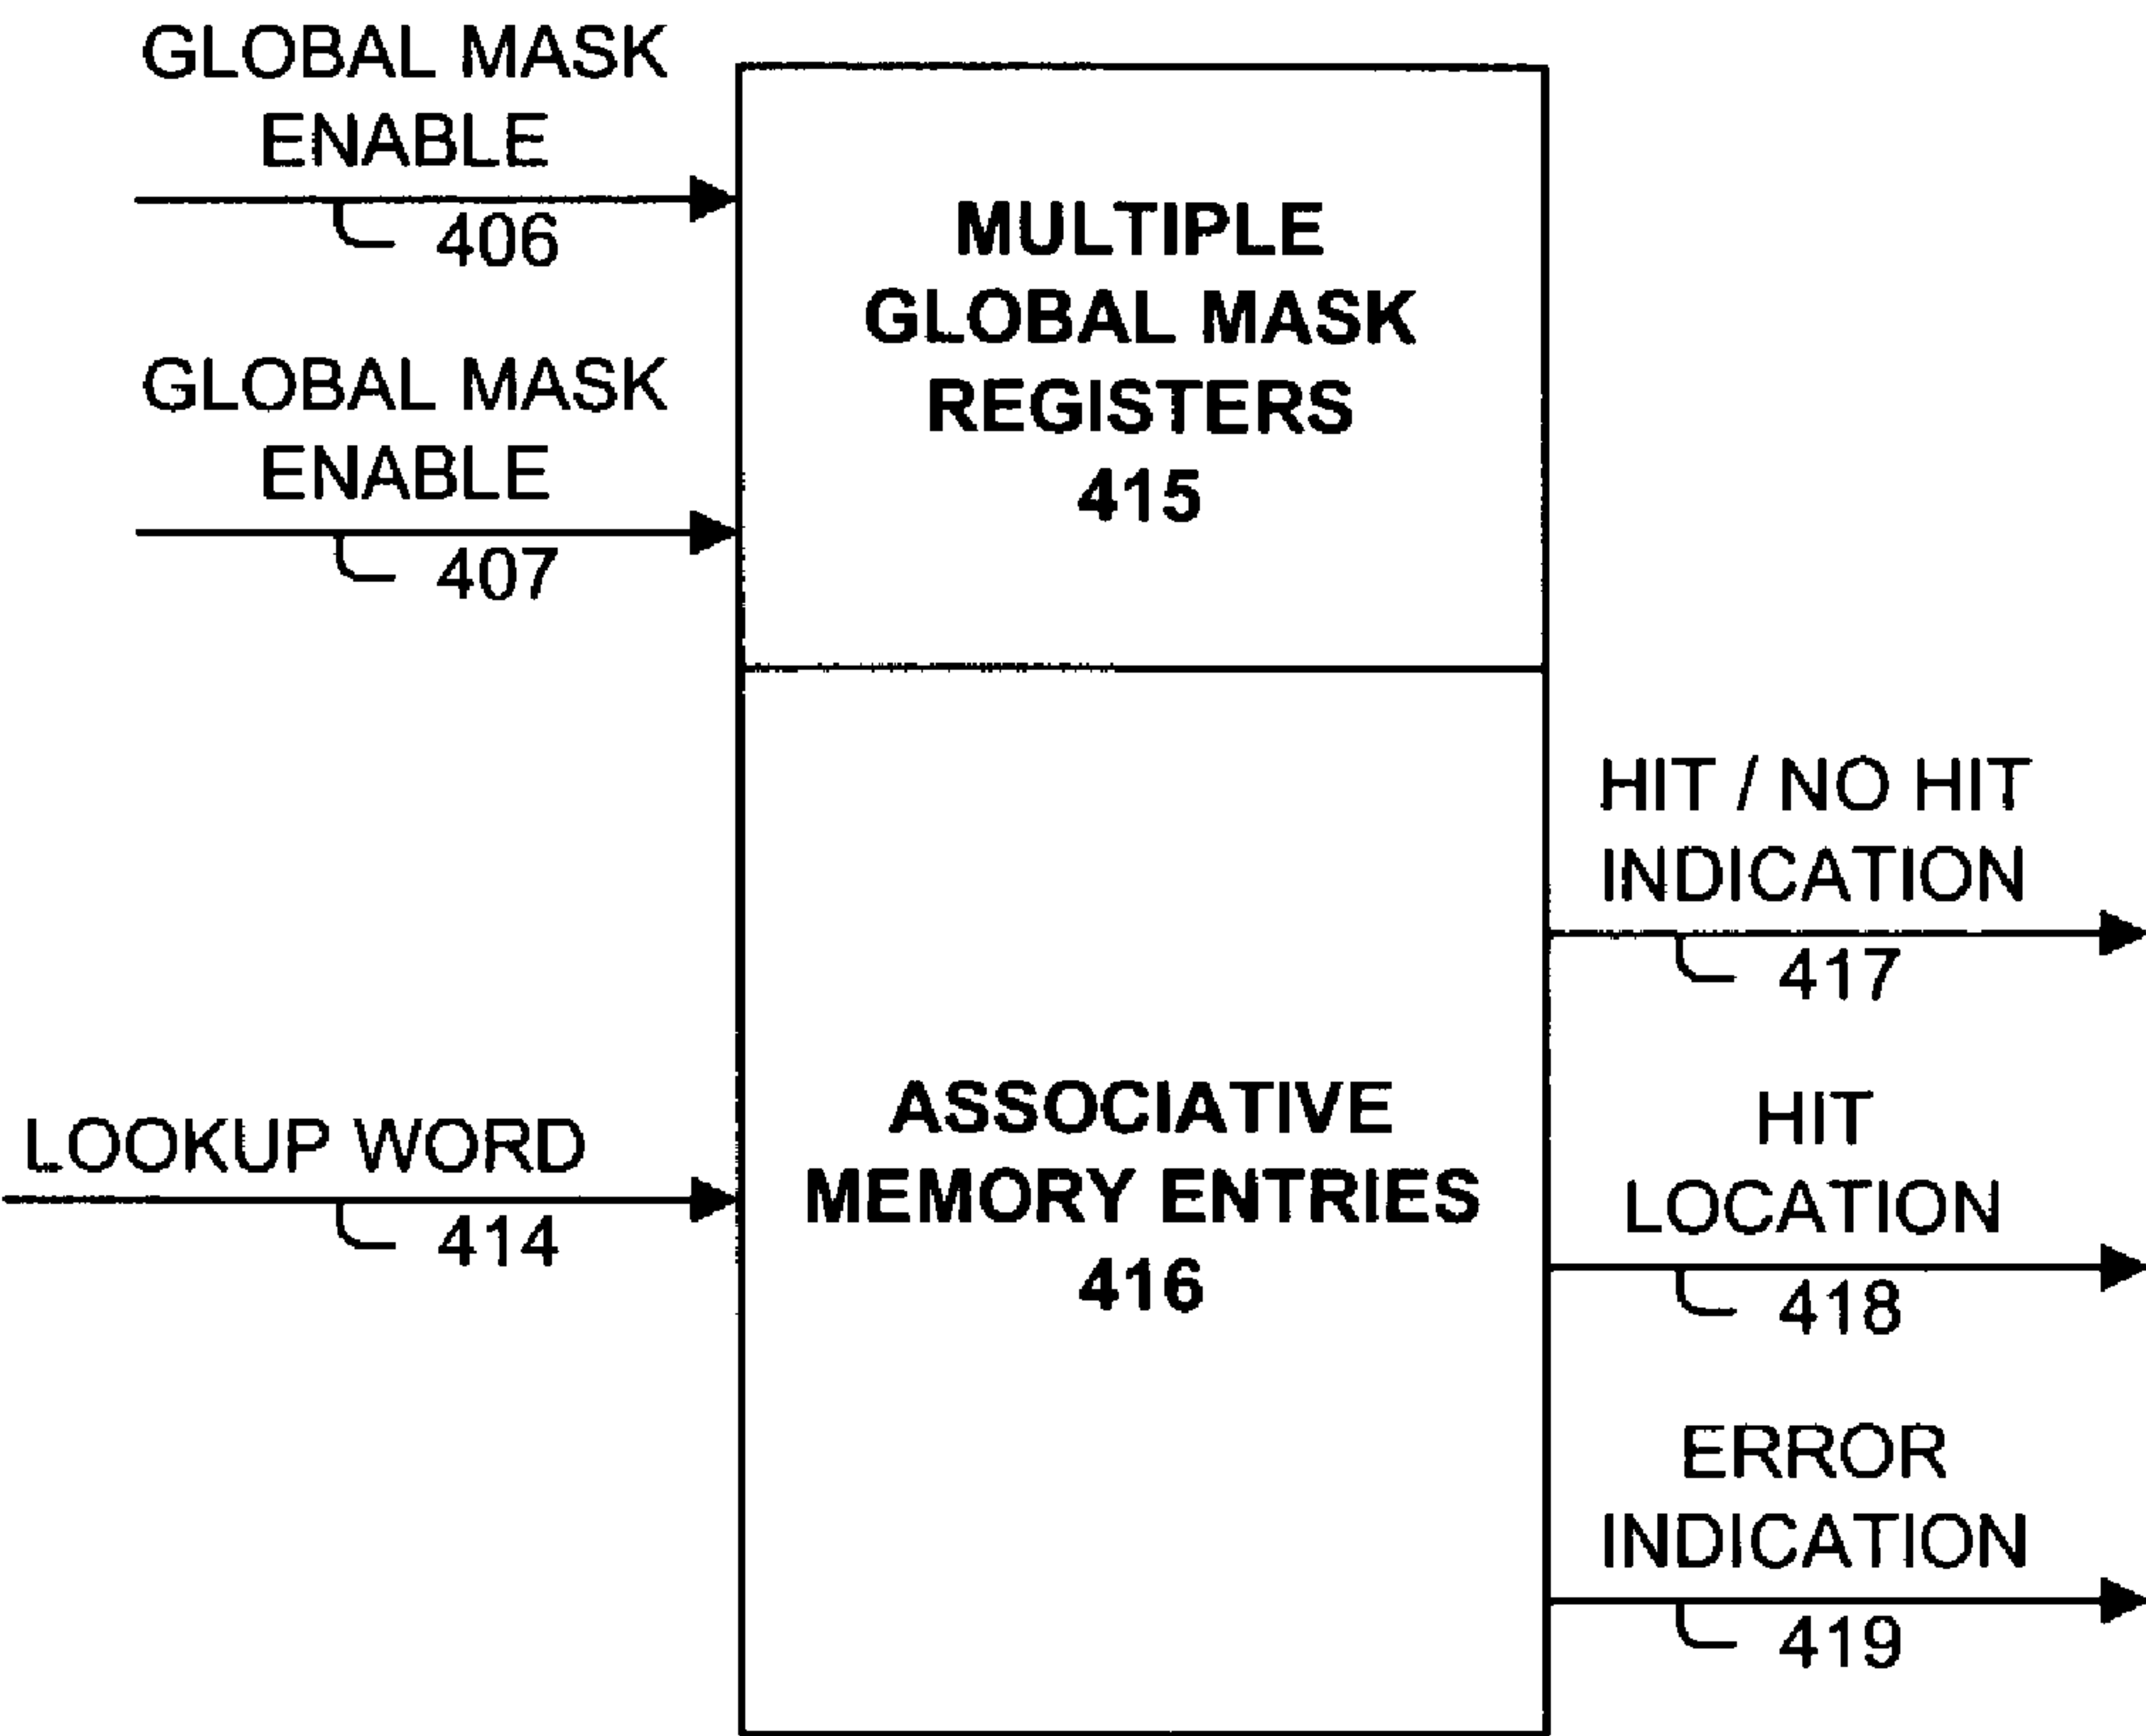 GLOBAL MASK
ENABLE
406
GLOBAL MASK
ENABLE
407
MULTIPLE
GLOBAL MASK
REGISTERS
415
LOOKUP WORD
414
ASSOCIATIVE
MEMORY ENTRIES
416
HIT / NO HIT
INDICATION
417
HIT
LOCATION
418
ERROR
INDICATION
419